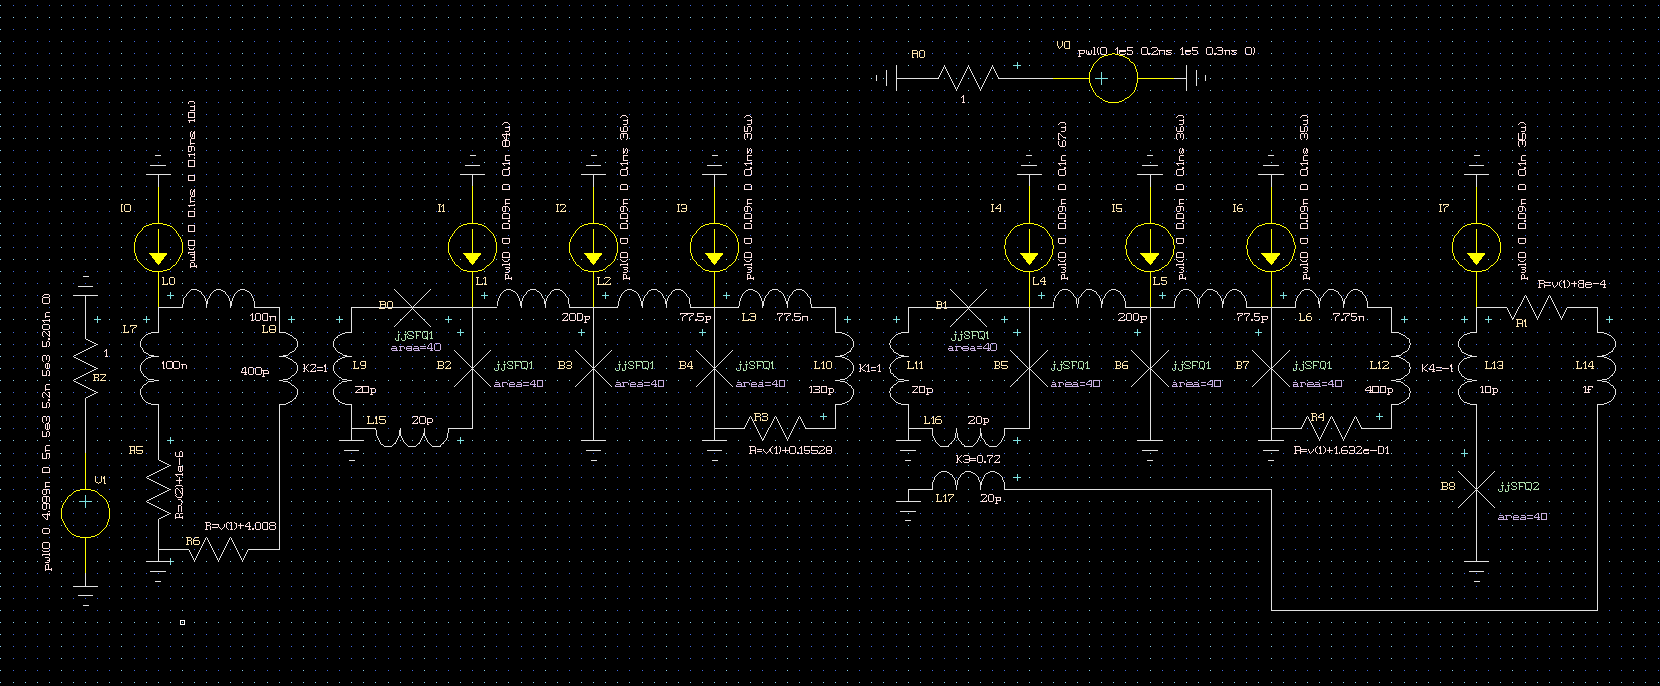 R0
1
V0
pwl(0 1e5 0.2ns 1e5 0.3ns 0)
I0
pwl(0 0 0.1ns 0 0.19ns 10u)
I1
pwl(0 0 0.09n 0 0.1n 84u)
I2
pwl(0 0 0.09n 0 0.1ns 36u)
I3
pwl(0 0 0.09n 0 0.1ns 35u)
I4
pwl(0 0 0.09n 0 0.1n 67u)
I5
pwl(0 0 0.09n 0 0.1ns 36u)
I6
pwl(0 0 0.09n 0 0.1ns 35u)
I7
pwl(0 0 0.09n 0 0.1n 35u)
L0
100n
L7
100n
L8
400p
K2=1
L9
20p
B0
jjSFQ1
area=40
L1
200p
L2
77.5p
L3
77.5n
B2
jjSFQ1
area=40
B3
jjSFQ1
area=40
B4
jjSFQ1
area=40
L10
130p
K1=1
L11
20p
B1
jjSFQ1
area=40
L4
200p
L5
77.5p
L6
7.75n
B5
jjSFQ1
area=40
B6
jjSFQ1
area=40
B7
jjSFQ1
area=40
L12
400p
K4=-1
L13
10p
R=v(1)+8e-4
R1
L14
1f
1
R2
L15
20p
R3
R=v(1)+0.15528
L16
20p
K3=0.72
L17
20p
R4
R=v(1)+1.632e-01
B8
jjSFQ2
area=40
R5
R=v(2)+1e-6
R6
R=v(1)+4.008
V1
pwl(0 0 4.999n 0 5n 5e3 5.2n 5e3 5.201n 0)